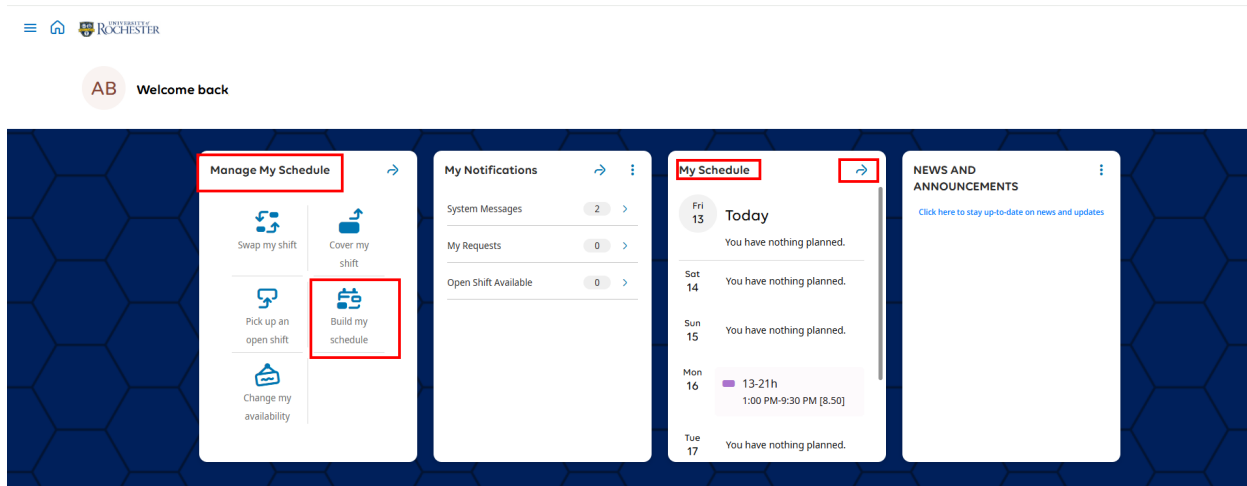 UNIVERSITY of
ROCHESTER
AB
Welcome back
Manage My Schedule
Swap my shift
Cover my
shift
Pick up an
open shift
Build my
schedule
Change my
availability
My Notifications
System Messages
2
My Requests
0
Open Shift Available
0
My Schedule
Fri
13
Today
You have nothing planned.
Sat
14
You have nothing planned.
Sun
15
You have nothing planned.
Mon
16
13-21h
1:00 PM-9:30 PM [8.50]
Tue
17
You have nothing planned.
NEWS AND
ANNOUNCEMENTS
Click here to stay up-to-date on news and updates